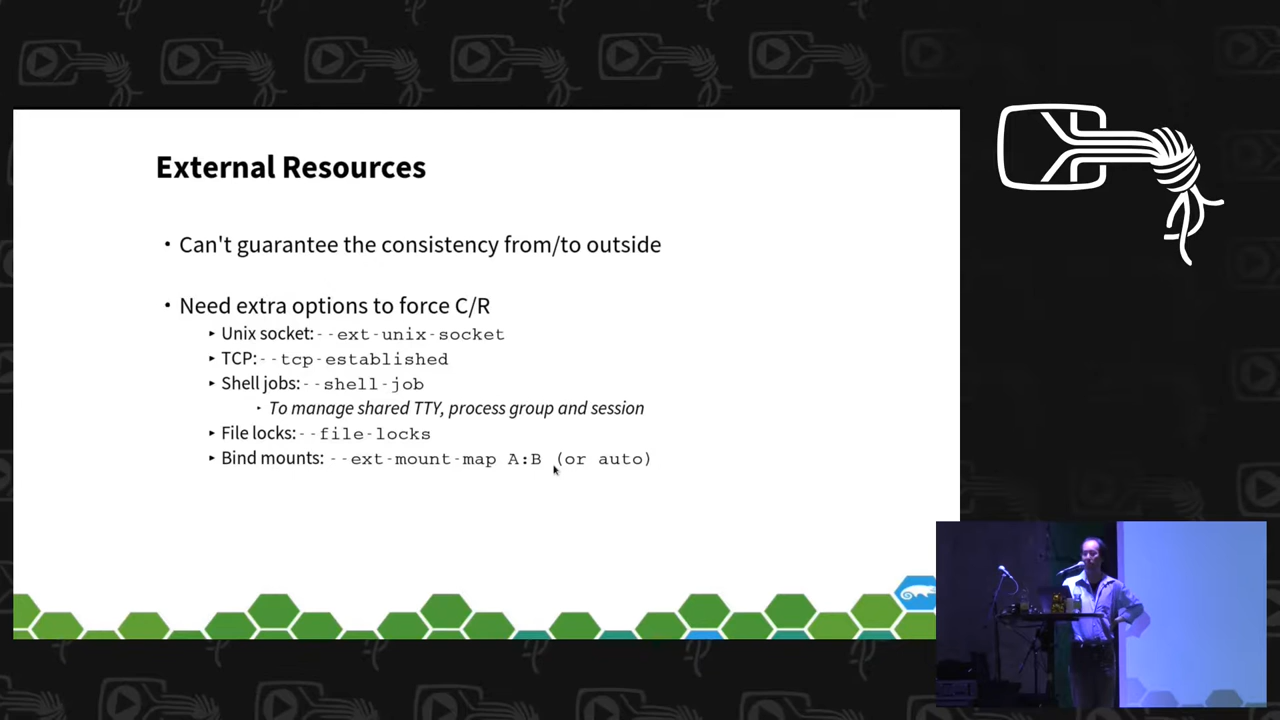 External Resources
• Can't guarantee the consistency from/to outside
• Need extra options to force C/R
▸ Unix socket: --ext-unix-socket
▸ TCP: --tcp-established
▸ Shell jobs: --shell-job
• To manage shared TTY, process group and session
▸ File locks: --file-locks
▸ Bind mounts: --ext-mount-map A:B (or auto)